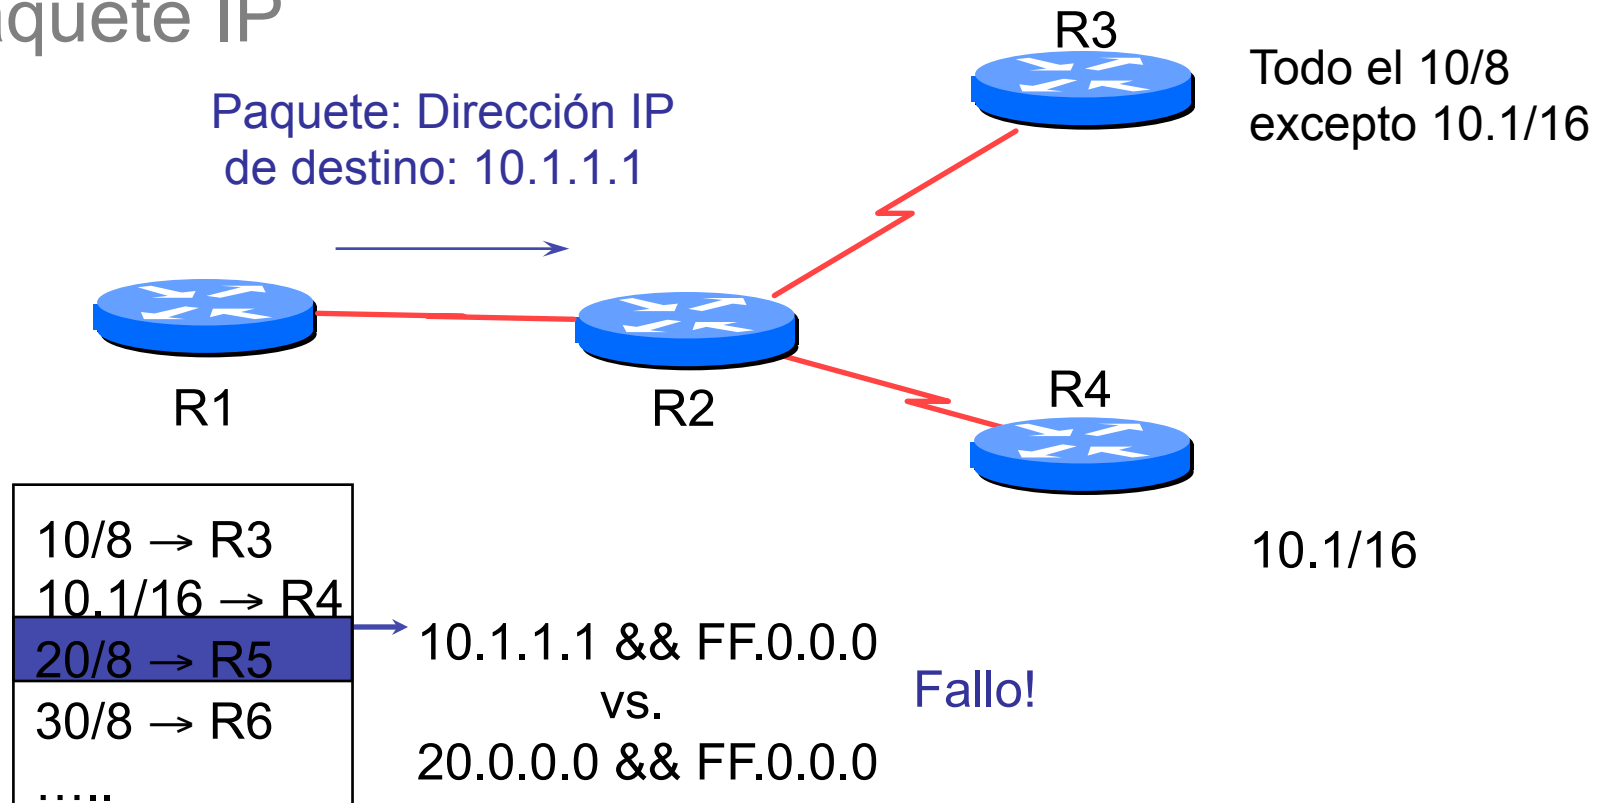 aquete IP
R3
Todo el 10/8
excepto 10.1/16
Paquete: Dirección IP
de destino: 10.1.1.1
R1
R2
R4
10.1/16
10/8 → R3
10.1/16 → R4
20/8 → R5
30/8 → R6
…..
10.1.1.1 && FF.0.0.0
vs.
20.0.0.0 && FF.0.0.0
Fallo!